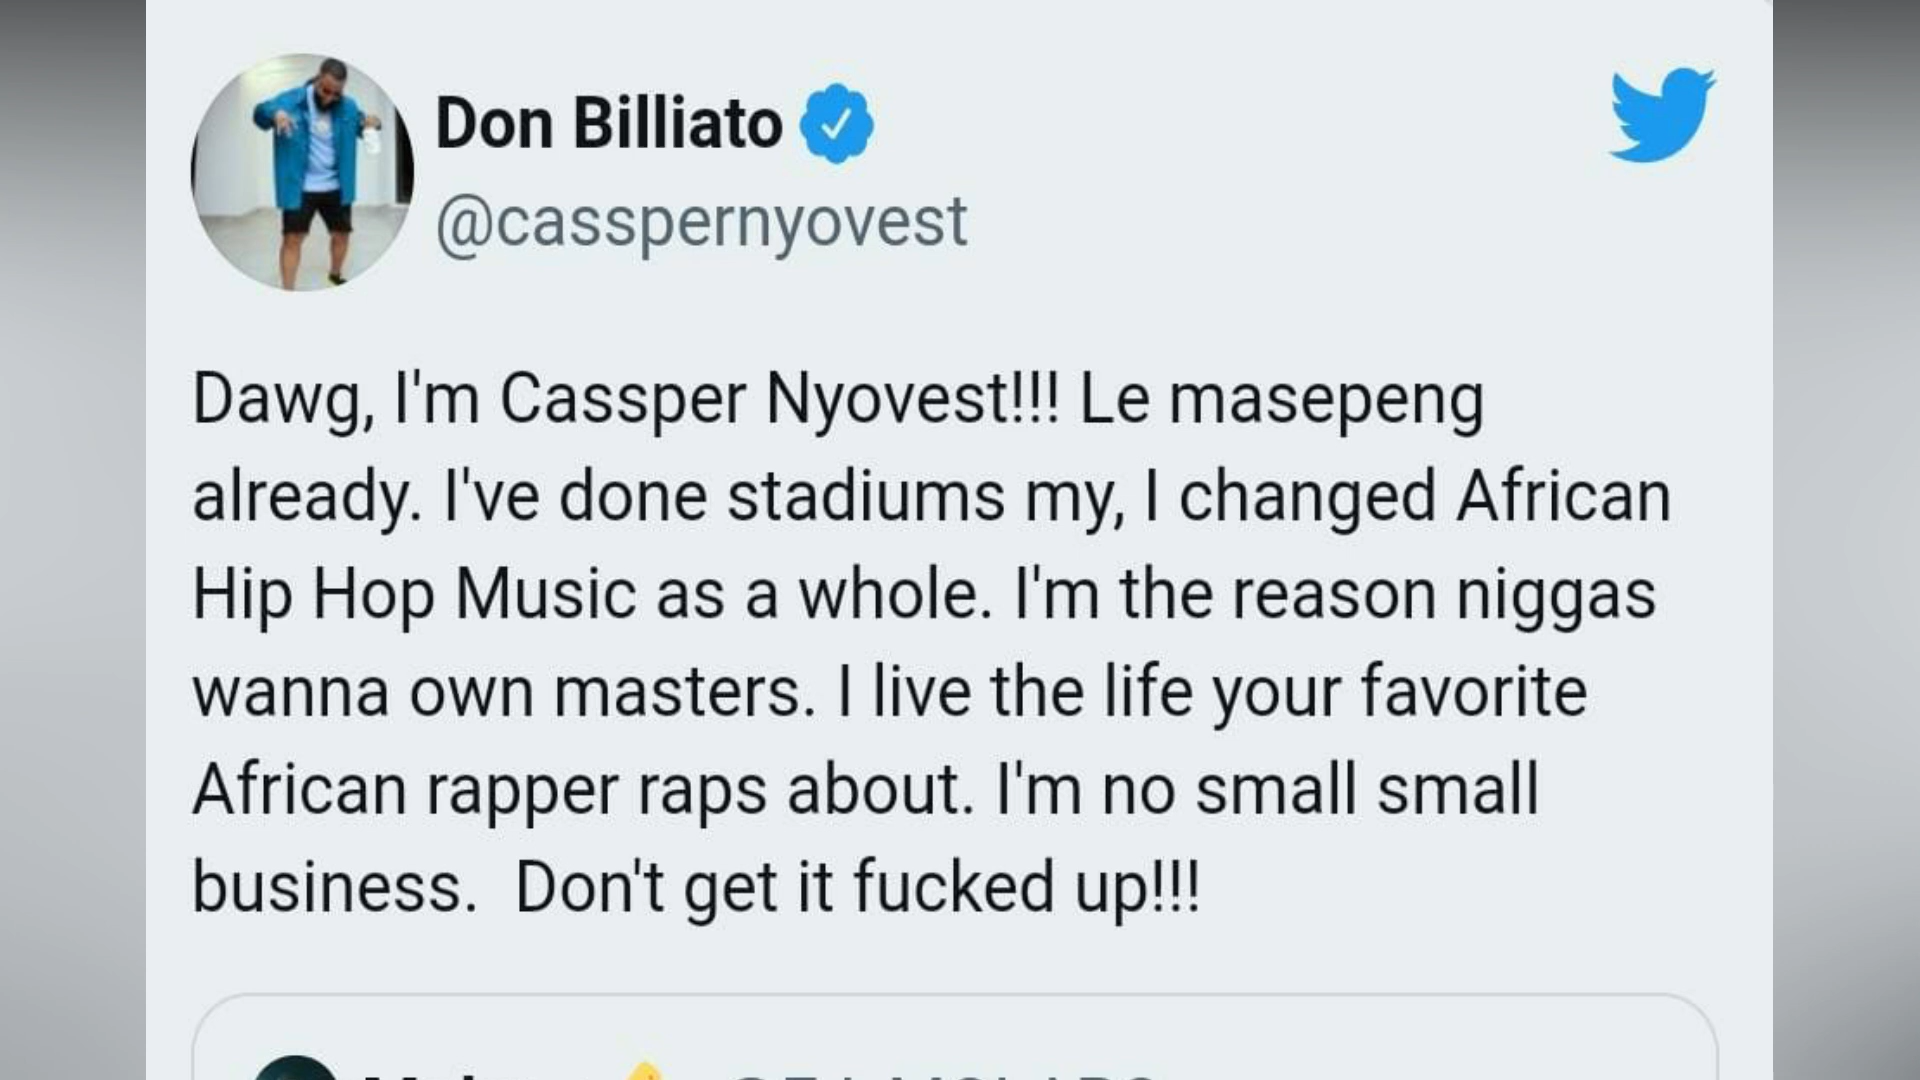 Don Billiato
@casspernyovest
Dawg, I'm Cassper Nyovest!!! Le masepeng
already. I've done stadiums my, I changed African
Hip Hop Music as a whole. I'm the reason niggas
wanna own masters. I live the life your favorite
African rapper raps about. I'm no small small
business.  Don't get it fucked up!!!